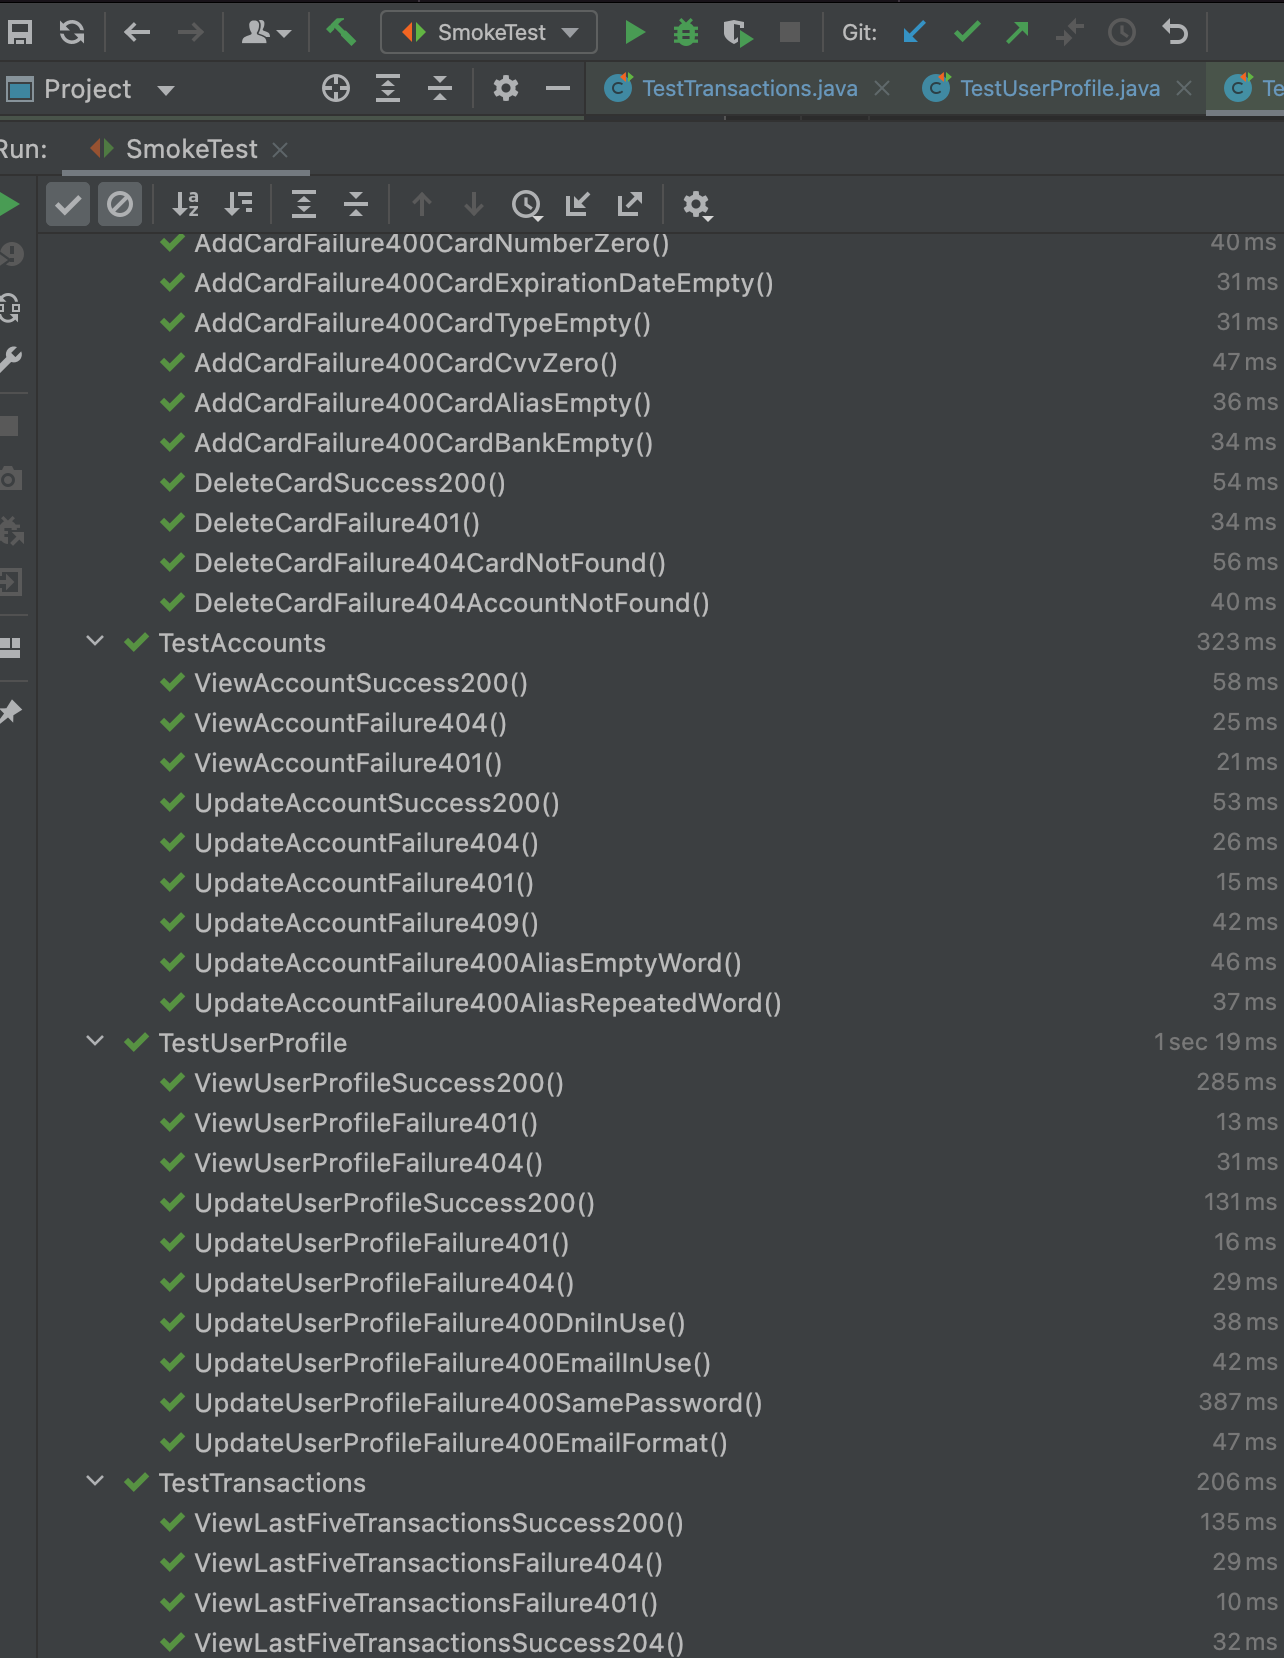 SmokeTest Git:
Project TestTransactions.java TestUserProfile.java Te
Run: SmokeTest
AddCardFailure400CardNumberZero() 40 ms
AddCardFailure400CardExpirationDateEmpty() 31 ms
AddCardFailure400CardTypeEmpty() 31 ms
AddCardFailure400CardCvvZero() 47 ms
AddCardFailure400CardAliasEmpty() 36 ms
AddCardFailure400CardBankEmpty() 34 ms
DeleteCardSuccess200() 54 ms
DeleteCardFailure401() 34 ms
DeleteCardFailure404CardNotFound() 56 ms
DeleteCardFailure404AccountNotFound() 40 ms
TestAccounts 323 ms
ViewAccountSuccess200() 58 ms
ViewAccountFailure404() 25 ms
ViewAccountFailure401() 21 ms
UpdateAccountSuccess200() 53 ms
UpdateAccountFailure404() 26 ms
UpdateAccountFailure401() 15 ms
UpdateAccountFailure409() 42 ms
UpdateAccountFailure400AliasEmptyWord() 46 ms
UpdateAccountFailure400AliasRepeatedWord() 37 ms
TestUserProfile 1 sec 19 ms
ViewUserProfileSuccess200() 285 ms
ViewUserProfileFailure401() 13 ms
ViewUserProfileFailure404() 31 ms
UpdateUserProfileSuccess200() 131 ms
UpdateUserProfileFailure401() 16 ms
UpdateUserProfileFailure404() 29 ms
UpdateUserProfileFailure400DniInUse() 38 ms
UpdateUserProfileFailure400EmailInUse() 42 ms
UpdateUserProfileFailure400SamePassword() 387 ms
UpdateUserProfileFailure400EmailFormat() 47 ms
TestTransactions 206 ms
ViewLastFiveTransactionsSuccess200() 135 ms
ViewLastFiveTransactionsFailure404() 29 ms
ViewLastFiveTransactionsFailure401() 10 ms
ViewLastFiveTransactionsSuccess204() 32 ms